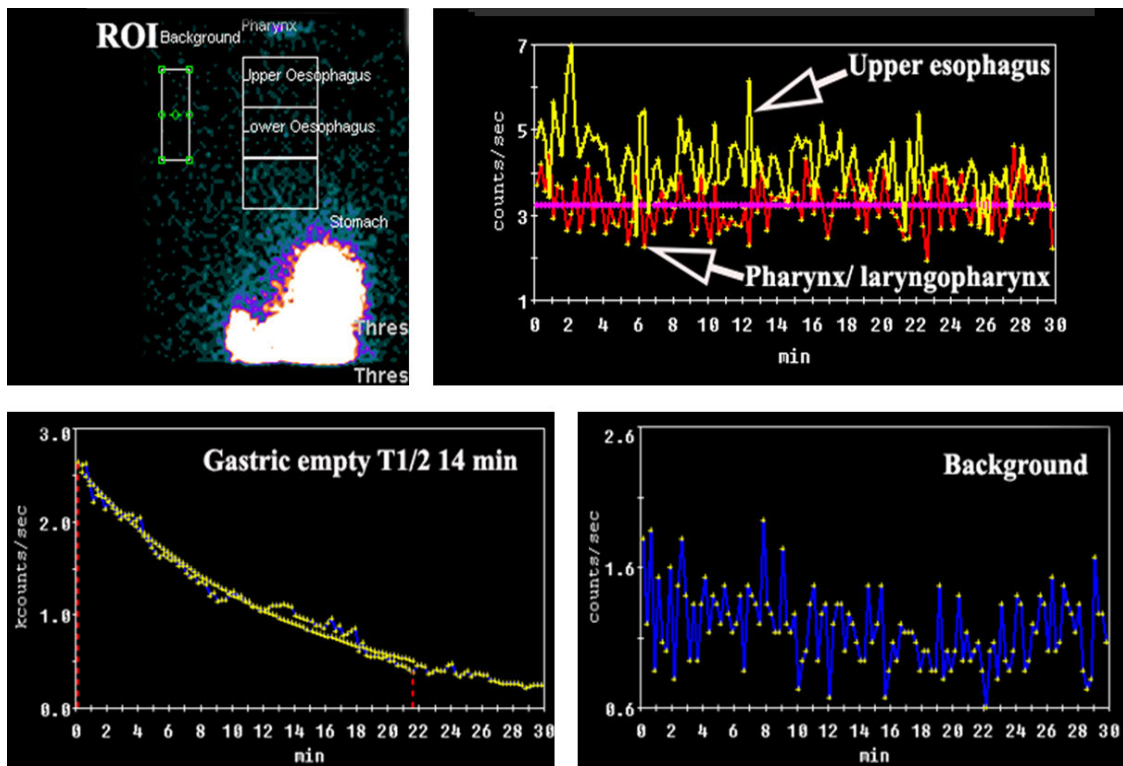 ROI
Background
Pharynx
Upper Oesophagus
Lower Oesophagus
Stomach
Thres
Thres
7
5
3
1
counts/sec
Upper esophagus
Pharynx/ laryngopharynx
0 2 4 6 8 10 12 14 16 18 20 22 24 26 28 30
min
3.0
2.0
1.0
0.0
kcounts/sec
Gastric empty T1/2 14 min
0 2 4 6 8 10 12 14 16 18 20 22 24 26 28 30
min
2.6
1.6
0.6
counts/sec
Background
0 2 4 6 8 10 12 14 16 18 20 22 24 26 28 30
min